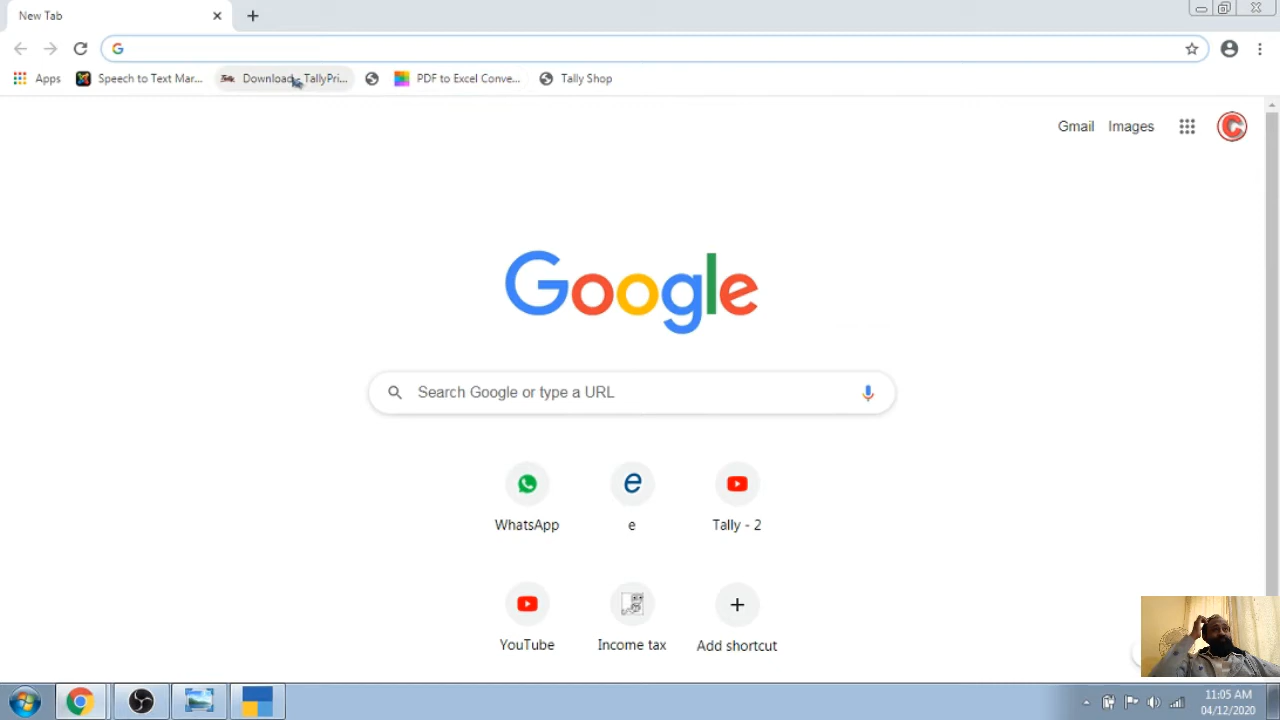 New Tab
Apps Speech to Text Mar... Download - TallyPri... PDF to Excel Conve... Tally Shop
Gmail Images
Google
Search Google or type a URL
WhatsApp e Tally - 2
YouTube Income tax Add shortcut
11:05 AM
04/12/2020